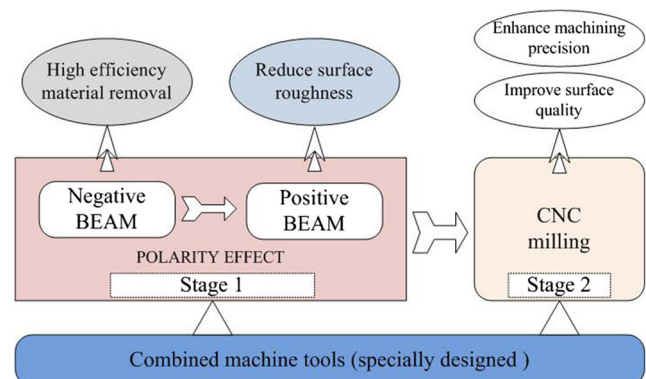 High efficiency
material removal
Reduce surface
roughness
Enhance machining
precision
Improve surface
quality
Negative
BEAM
Positive
BEAM
POLARITY EFFECT
Stage 1
CNC
milling
Stage 2
Combined machine tools (specially designed )